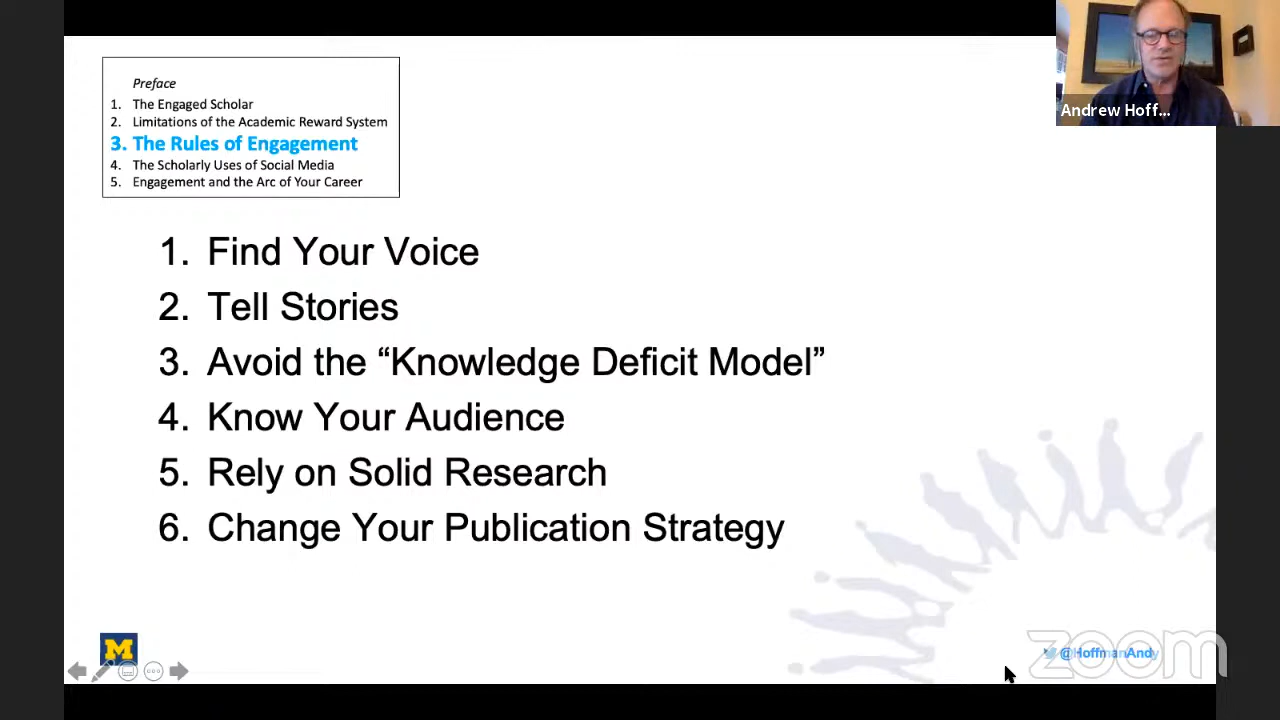 Preface
1. The Engaged Scholar
2. Limitations of the Academic Reward System
3. The Rules of Engagement
4. The Scholarly Uses of Social Media
5. Engagement and the Arc of Your Career
Andrew Hoff...
1. Find Your Voice
2. Tell Stories
3. Avoid the “Knowledge Deficit Model”
4. Know Your Audience
5. Rely on Solid Research
6. Change Your Publication Strategy
M
@HoffmanAndy
zoom